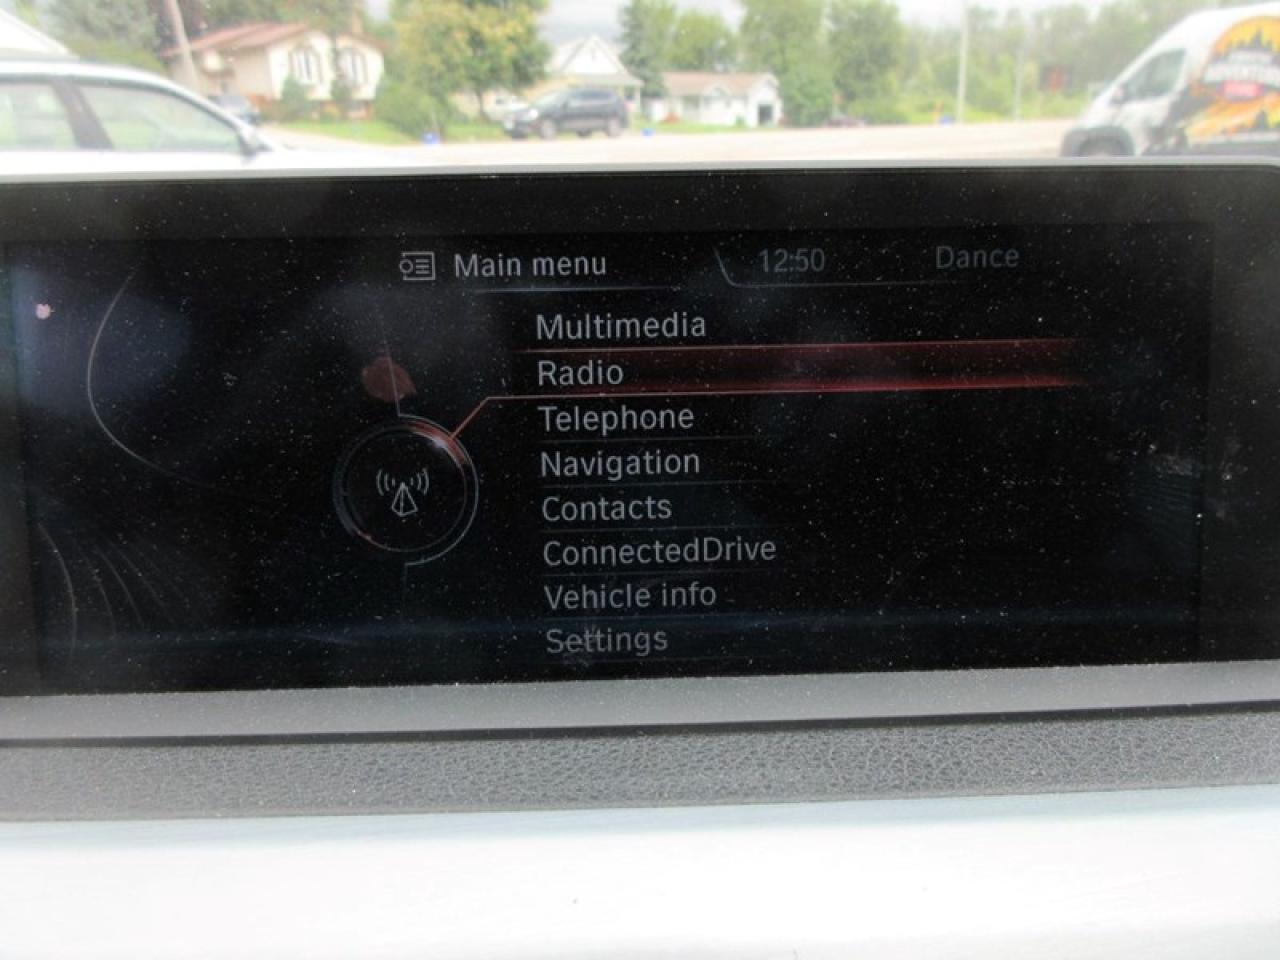 Main menu 12:50 Dance
Multimedia
Radio
Telephone
Navigation
Contacts
ConnectedDrive
Vehicle info
Settings